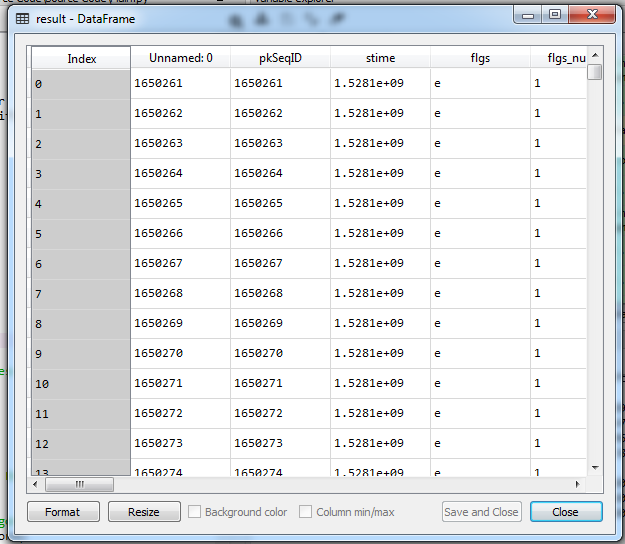 result - DataFrame
Index Unnamed: 0 pkSeqID stime flgs flgs_nu
0 1650261 1650261 1.5281e+09 e 1
1 1650262 1650262 1.5281e+09 e 1
2 1650263 1650263 1.5281e+09 e 1
3 1650264 1650264 1.5281e+09 e 1
4 1650265 1650265 1.5281e+09 e 1
5 1650266 1650266 1.5281e+09 e 1
6 1650267 1650267 1.5281e+09 e 1
7 1650268 1650268 1.5281e+09 e 1
8 1650269 1650269 1.5281e+09 e 1
9 1650270 1650270 1.5281e+09 e 1
10 1650271 1650271 1.5281e+09 e 1
11 1650272 1650272 1.5281e+09 e 1
12 1650273 1650273 1.5281e+09 e 1
13 1650274 1650274 1.5281e+09 e 1
Format Resize Background color Column min/max Save and Close Close